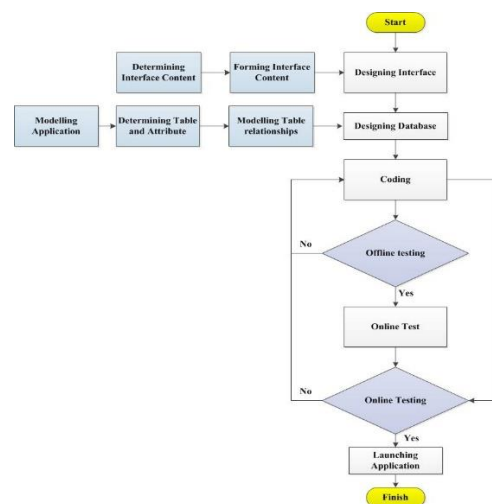 Start
Determining
Interface Content
Forming Interface
Content
Designing Interface
Modelling
Application
Determining Table
and Attribute
Modelling Table
relationships
Designing Database
Coding
No
Offline testing
Yes
Online Test
No
Online Testing
Yes
Launching
Application
Finish